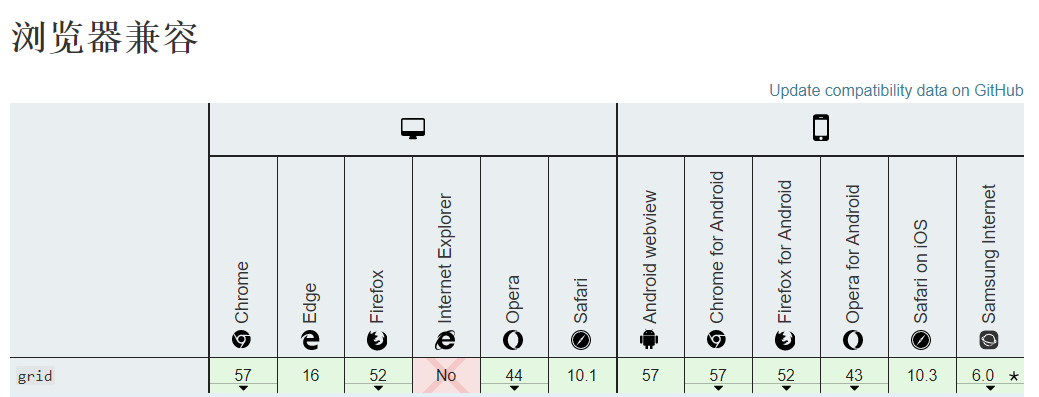 浏览器兼容
Update compatibility data on GitHub
Chrome
Edge
Firefox
Internet Explorer
Opera
Safari
Android webview
Chrome for Android
Firefox for Android
Opera for Android
Safari on iOS
Samsung Internet
grid 57 16 52 No 44 10.1 57 57 52 43 10.3 6.0 *